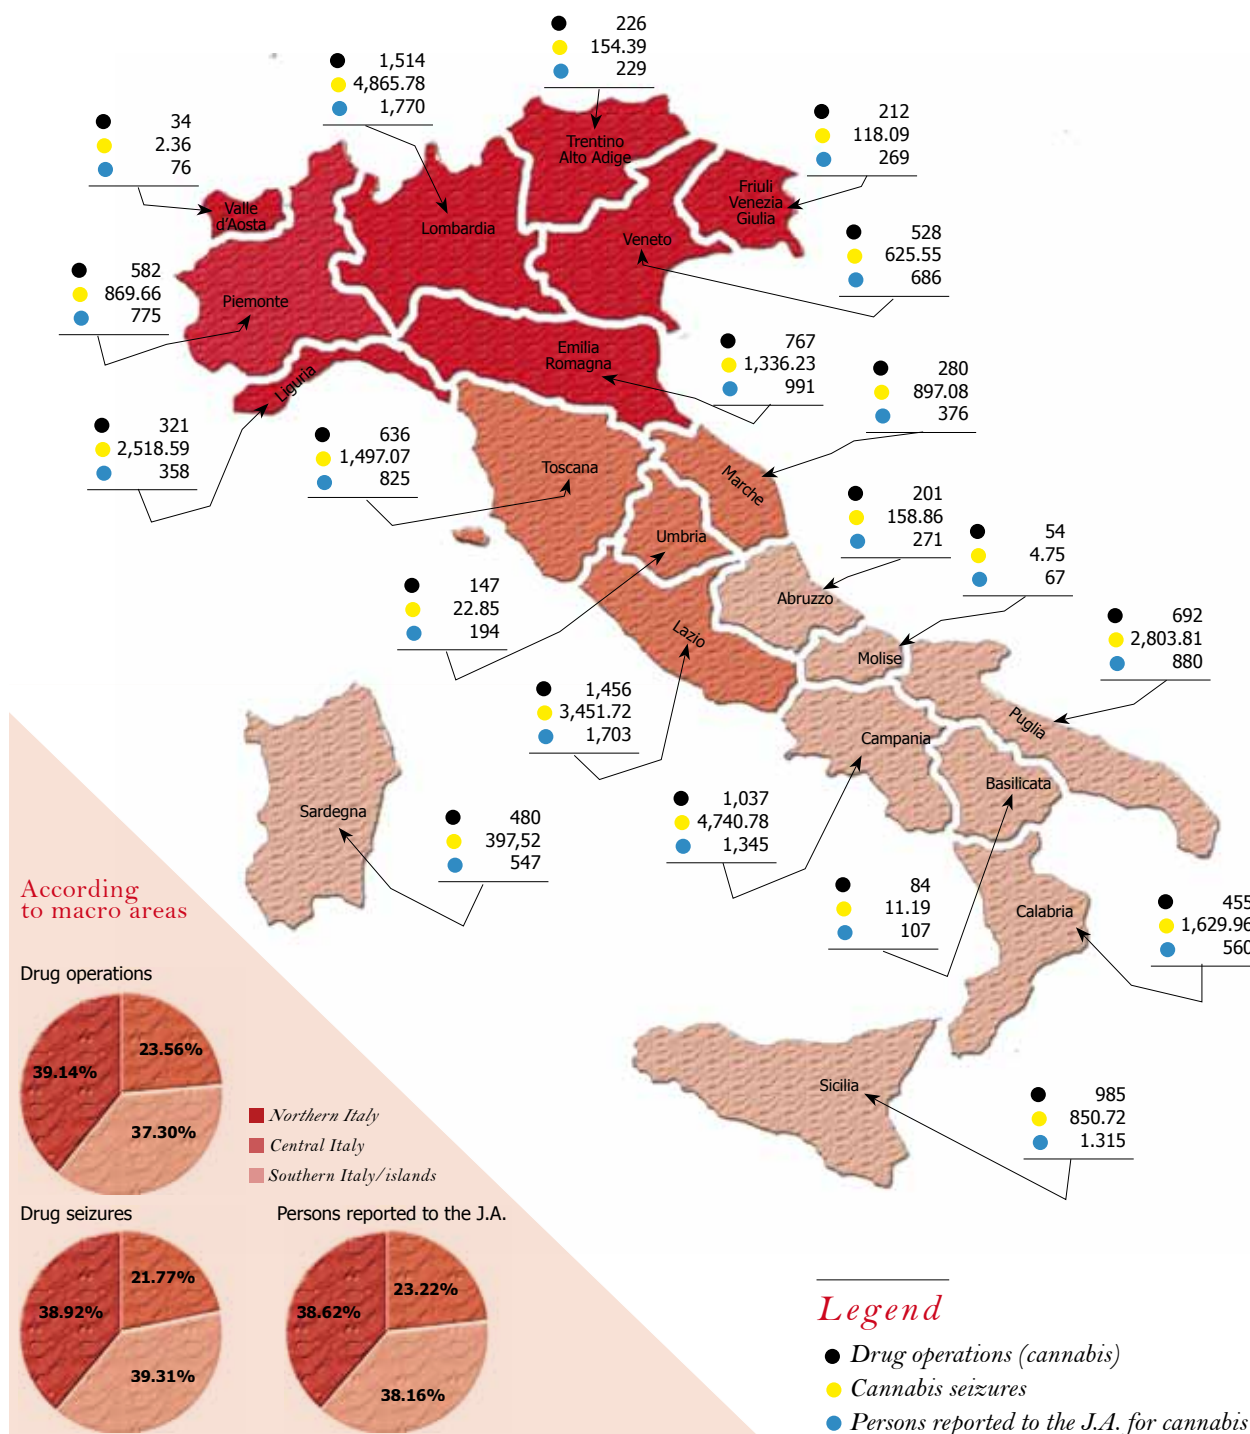 226
154.39
229
1,514
4,865.78
1,770
34
2.36
76
212
118.09
269
Trentino
Alto Adige
Friuli
Venezia
Giulia
Valle
d'Aosta
Lombardia
Veneto
528
625.55
686
582
869.66
775
Piemonte
Emilia
Romagna
767
1,336.23
991
280
897.08
376
Liguria
321
2,518.59
358
636
1,497.07
825
Toscana
Marche
201
158.86
271
Umbria
54
4.75
67
147
22.85
194
Abruzzo
Lazio
Molise
692
2,803.81
880
1,456
3,451.72
1,703
Puglia
Campania
Basilicata
Sardegna
480
397,52
547
1,037
4,740.78
1,345
84
11.19
107
Calabria
455
1,629.96
560
According
to macro areas
Drug operations
39.14%
23.56%
37.30%
Northern Italy
Central Italy
Southern Italy/islands
Sicilia
985
850.72
1.315
Drug seizures
38.92%
21.77%
39.31%
Persons reported to the J.A.
38.62%
23.22%
38.16%
Legend
Drug operations (cannabis)
Cannabis seizures
Persons reported to the J.A. for cannabis